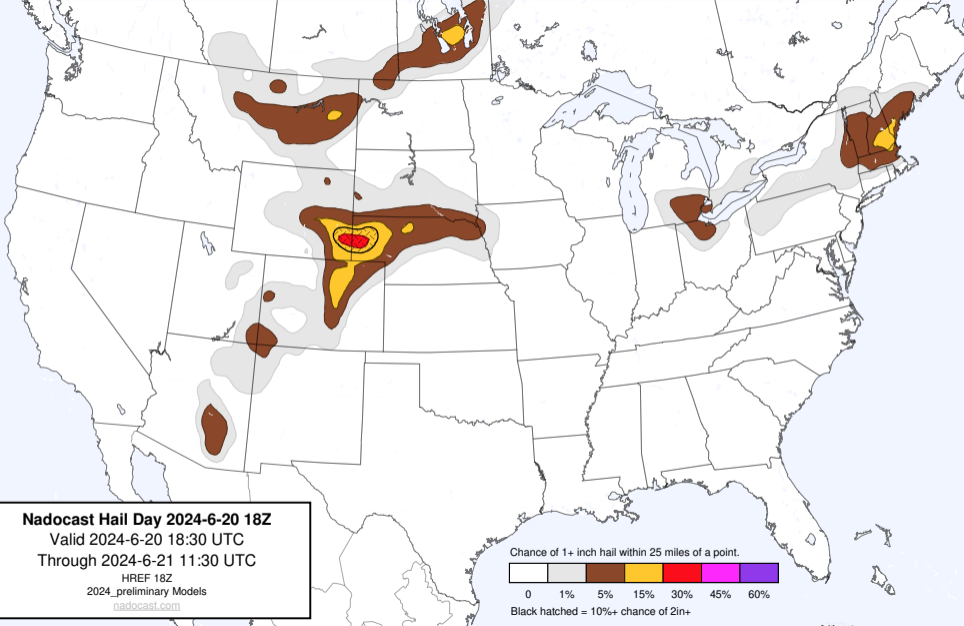 Nadocast Hail Day 2024-6-20 18Z
Valid 2024-6-20 18:30 UTC
Through 2024-6-21 11:30 UTC
HREF 18Z
2024_preliminary Models
nadocast.com
Chance of 1+ inch hail within 25 miles of a point.
0 1% 5% 15% 30% 45% 60%
Black hatched = 10%+ chance of 2in+